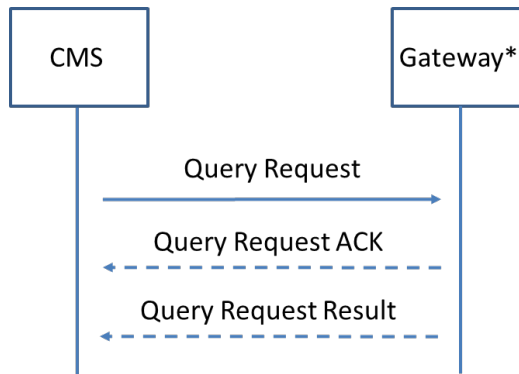 CMS
Gateway*
Query Request
Query Request ACK
Query Request Result